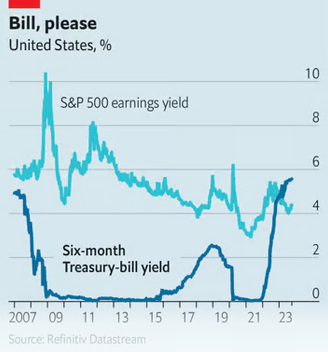 Bill, please
United States, %
10
S&P 500 earnings yield
8
6
4
Six-month
Treasury-bill yield
2
0
2007 09 11 13 15 17 19 21 23
Source: Refinitiv Datastream